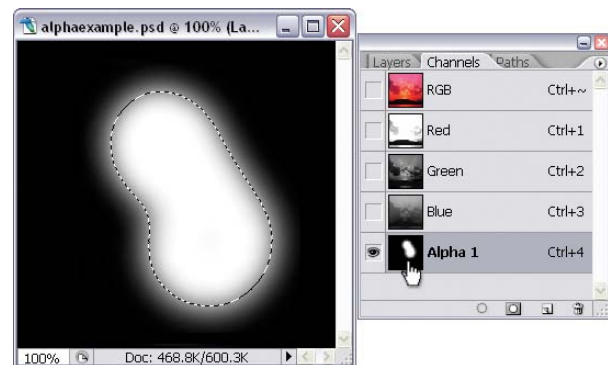 alphaexample.psd @ 100% (La...
100%
Doc: 468.8K/600.3K
Layers
Channels
Paths
RGB
Ctrl+~
Red
Ctrl+1
Green
Ctrl+2
Blue
Ctrl+3
Alpha 1
Ctrl+4